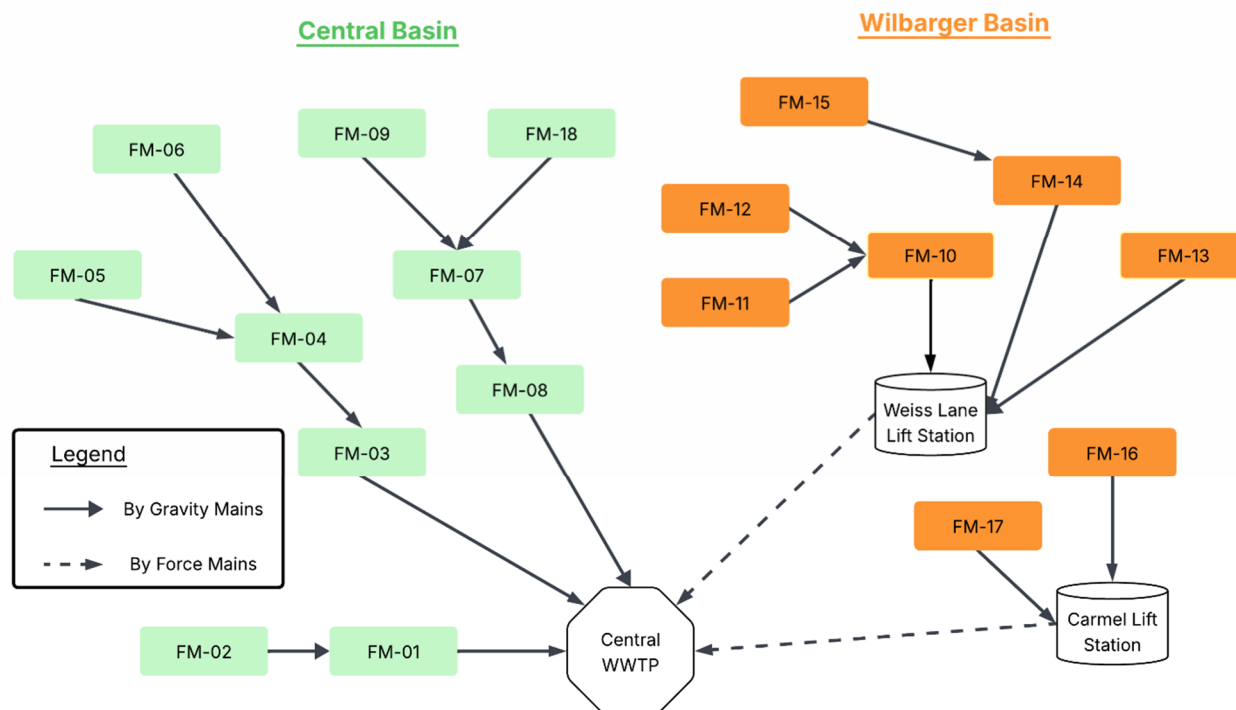 Central Basin
Wilbarger Basin
FM-15
FM-09
FM-18
FM-06
FM-14
FM-12
FM-10
FM-13
FM-05
FM-07
FM-11
FM-04
FM-08
Weiss Lane
Lift Station
FM-03
FM-16
Legend
By Gravity Mains
By Force Mains
FM-17
FM-02
FM-01
Central
WWTP
Carmel Lift
Station